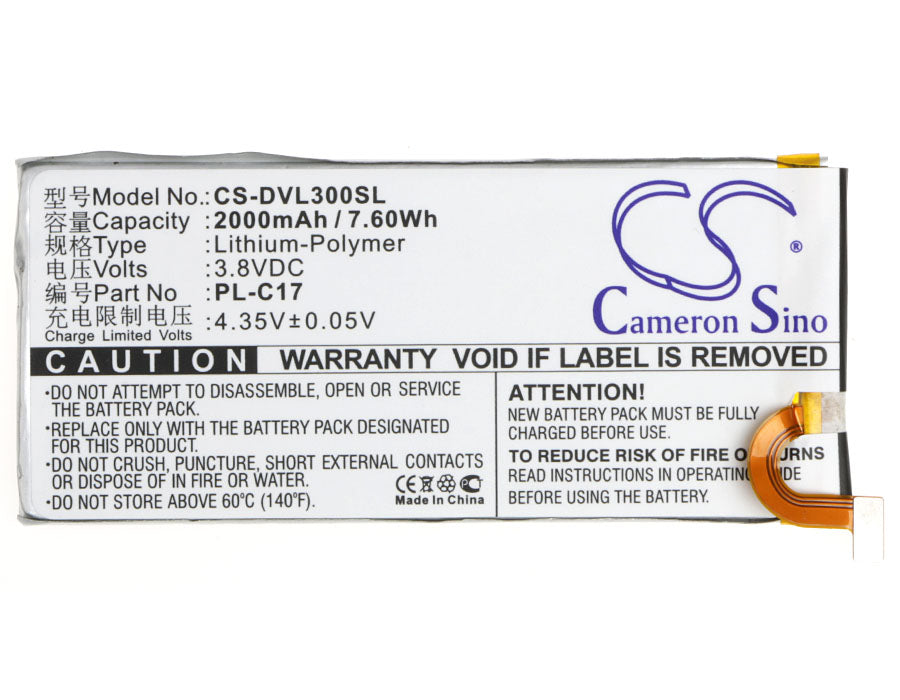 型号Model No.: CS-DVL300SL
容量Capacity : 2000mAh / 7.60Wh
规格Type : Lithium-Polymer
电压Volts : 3.8VDC
编号Part No : PL-C17
充电限制电压 : 4.35V±0.05V
Charge Limited Volts
CS ®
Cameron Sino
CAUTION WARRANTY VOID IF LABEL IS REMOVED
•DO NOT ATTEMPT TO DISASSEMBLE, OPEN OR SERVICE
THE BATTERY PACK.
•REPLACE ONLY WITH THE BATTERY PACK DESIGNATED
FOR THIS PRODUCT.
•DO NOT CRUSH, PUNCTURE, SHORT EXTERNAL CONTACTS
OR DISPOSE OF IN FIRE OR WATER.
•DO NOT STORE ABOVE 60°C (140°F).
CE
Made In China
ATTENTION!
NEW BATTERY PACK MUST BE FULLY
CHARGED BEFORE USE.
TO REDUCE RISK OF FIRE O URNS
READ INSTRUCTIONS IN OPERATIN DE
BEFORE USING THE BATTERY.